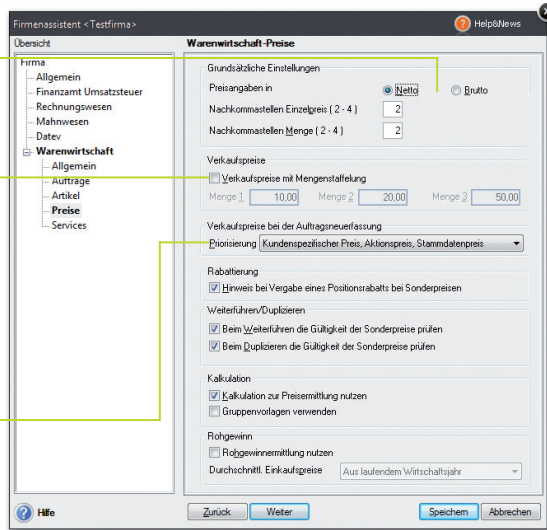 Firmenassistent <Testfirma>
Help&News
Übersicht
Firma
Allgemein
Finanzamt Umsatzsteuer
Rechnungswesen
Mahnwesen
Datev
Warenwirtschaft
Allgemein
Aufträge
Artikel
Preise
Services
Warenwirtschaft-Preise
Grundsätzliche Einstellungen
Preisangaben in Netto Brutto
Nachkommastellen Einzelpreis ( 2 - 4 ) 2
Nachkommastellen Menge ( 2 - 4 ) 2
Verkaufspreise
Verkaufspreise mit Mengenstaffelung
Menge 1 10,00 Menge 2 20,00 Menge 3 50,00
Verkaufspreise bei der Auftragsneuerfassung
Priorisierung Kundenspezifischer Preis, Aktionspreis, Stammdatenpreis
Rabattierung
Hinweis bei Vergabe eines Positionsrabatts bei Sonderpreisen
Weiterführen/Duplizieren
Beim Weiterführen die Gültigkeit der Sonderpreise prüfen
Beim Duplizieren die Gültigkeit der Sonderpreise prüfen
Kalkulation
Kalkulation zur Preisermittlung nutzen
Gruppenvorlagen verwenden
Rohgewinn
Rohgewinnermittlung nutzen
Durchschnittl. Einkaufspreise Aus laufendem Wirtschaftsjahr
Hilfe
Zurück Weiter Speichern Abbrechen